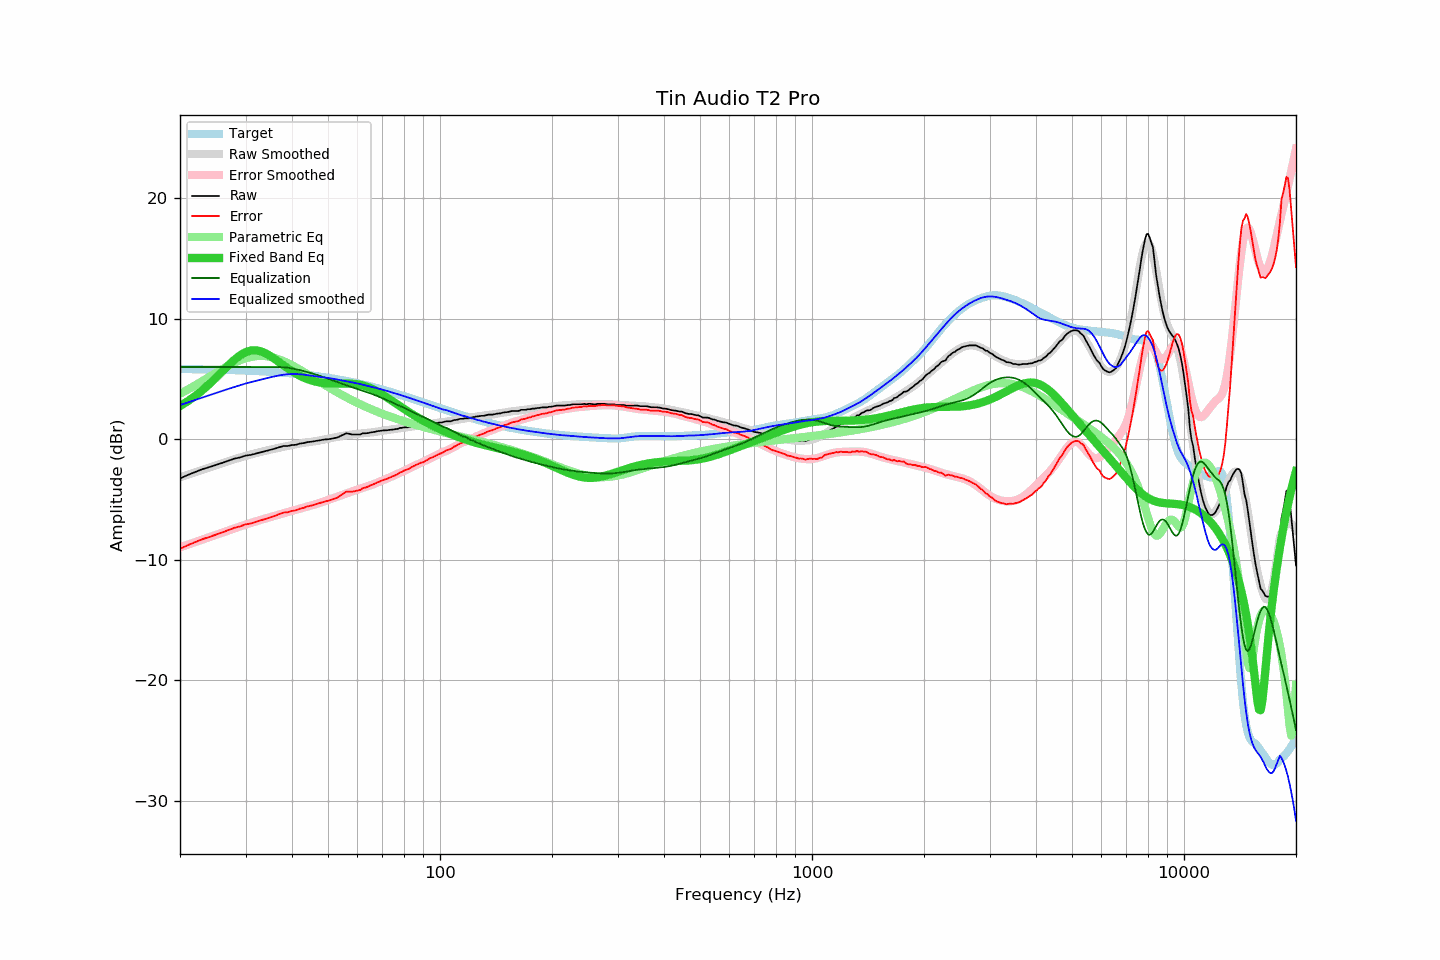 Tin Audio T2 Pro
Target
Raw Smoothed
Error Smoothed
Raw
Error
Parametric Eq
Fixed Band Eq
Equalization
Equalized smoothed
Amplitude (dBr)
20
10
0
−10
−20
−30
100
1000
10000
Frequency (Hz)